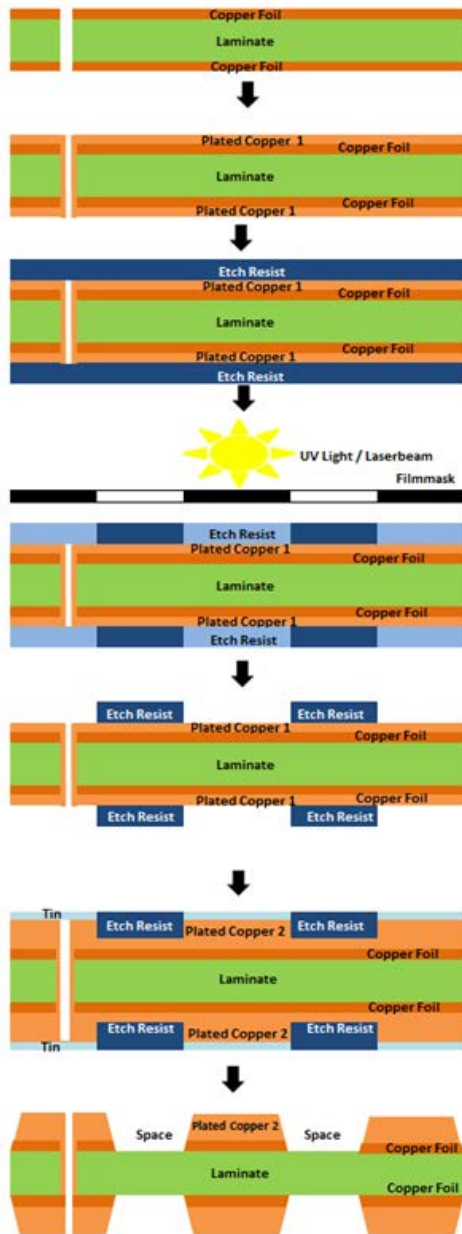 Copper Foil
Laminate
Copper Foil
Plated Copper 1
Copper Foil
Laminate
Copper Foil
Plated Copper 1
Etch Resist
Plated Copper 1
Copper Foil
Laminate
Copper Foil
Plated Copper 1
Etch Resist
UV Light / Laserbeam
Filmmask
Etch Resist
Plated Copper 1
Copper Foil
Laminate
Copper Foil
Plated Copper 1
Etch Resist
Etch Resist Etch Resist
Plated Copper 1
Copper Foil
Laminate
Plated Copper 1 Copper Foil
Etch Resist Etch Resist
Tin
Etch Resist Plated Copper 2 Etch Resist
Copper Foil
Laminate
Copper Foil
Etch Resist Plated Copper 2 Etch Resist
Tin
Space Plated Copper 2 Space
Copper Foil
Laminate
Copper Foil